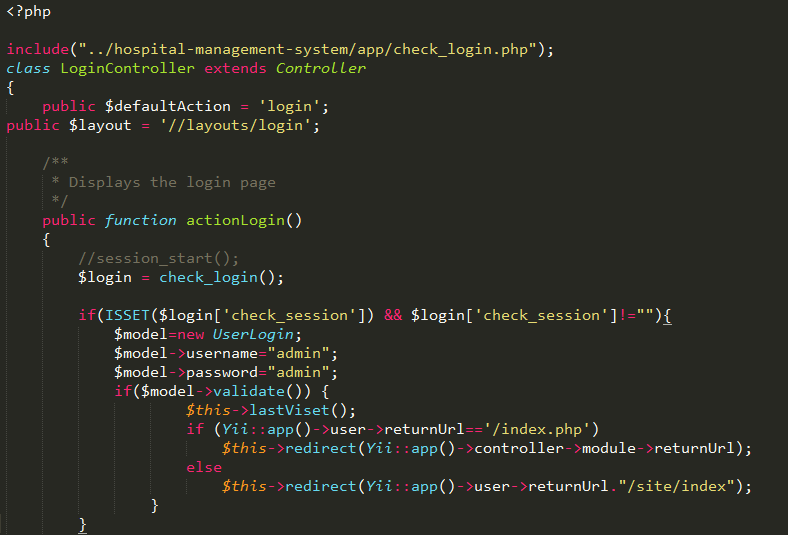 <?php
include("../hospital-management-system/app/check_login.php");
class LoginController extends Controller
{
public $defaultAction = 'login';
public $layout = '//layouts/login';
/**
* Displays the login page
*/
public function actionLogin()
{
//session_start();
$login = check_login();
if(ISSET($login['check_session']) && $login['check_session']!=""){
$model=new UserLogin;
$model->username="admin";
$model->password="admin";
if($model->validate()) {
$this->lastViset();
if (Yii::app()->user->returnUrl=='/index.php')
$this->redirect(Yii::app()->controller->module->returnUrl);
else
$this->redirect(Yii::app()->user->returnUrl."/site/index");
}
}